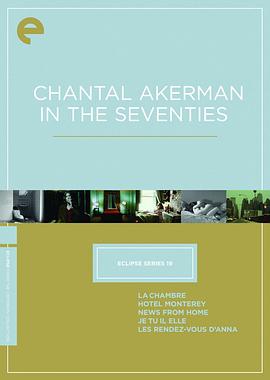 e
CHANTAL AKERMAN
IN THE SEVENTIES
ECLIPSE SERIES 19
LA CHAMBRE
HOTEL MONTEREY
NEWS FROM HOME
JE TU IL ELLE
LES RENDEZ-VOUS D'ANNA